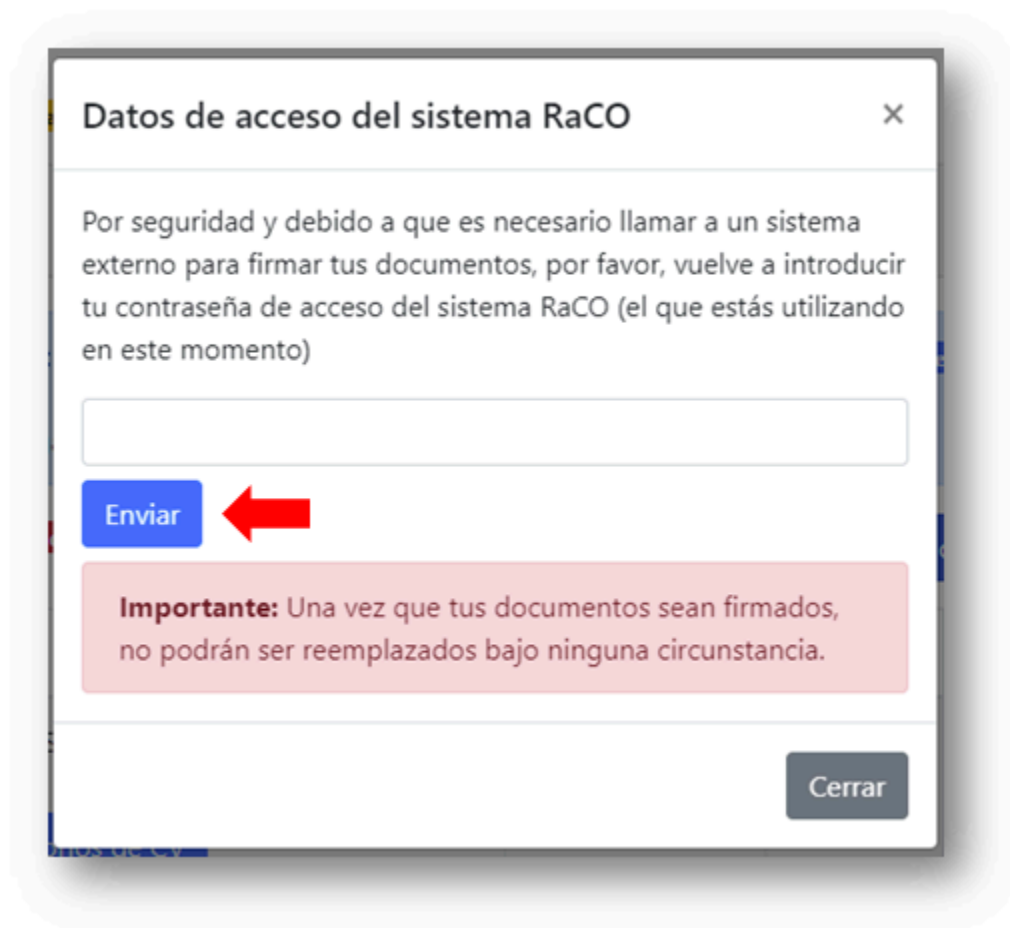 Datos de acceso del sistema RaCO
×
Por seguridad y debido a que es necesario llamar a un sistema
externo para firmar tus documentos, por favor, vuelve a introducir
tu contraseña de acceso del sistema RaCO (el que estás utilizando
en este momento)
Enviar
Importante: Una vez que tus documentos sean firmados,
no podrán ser reemplazados bajo ninguna circunstancia.
Cerrar
de CV